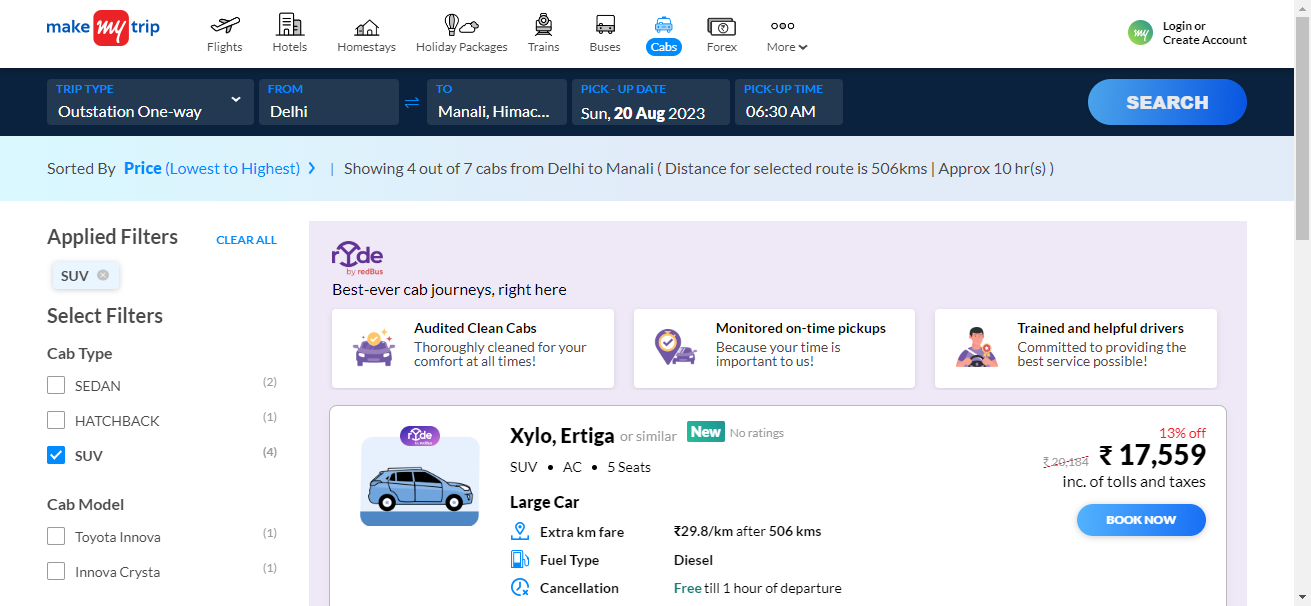 make my trip
Flights
Hotels
Homestays
Holiday Packages
Trains
Buses
Cabs
Forex
More
my
Login or
Create Account
TRIP TYPE
Outstation One-way
FROM
Delhi
TO
Manali, Himac...
PICK - UP DATE
Sun, 20 Aug 2023
PICK-UP TIME
06:30 AM
SEARCH
Sorted By Price (Lowest to Highest) | Showing 4 out of 7 cabs from Delhi to Manali ( Distance for selected route is 506kms | Approx 10 hr(s) )
Applied Filters
CLEAR ALL
SUV
Select Filters
Cab Type
SEDAN (2)
HATCHBACK (1)
SUV (4)
Cab Model
Toyota Innova (1)
Innova Crysta (1)
rYde
by redBus
Best-ever cab journeys, right here
Audited Clean Cabs
Thoroughly cleaned for your
comfort at all times!
Monitored on-time pickups
Because your time is
important to us!
Trained and helpful drivers
Committed to providing the
best service possible!
rYde
by redBus
Xylo, Ertiga or similar New No ratings
SUV • AC • 5 Seats
Large Car
Extra km fare ₹29.8/km after 506 kms
Fuel Type Diesel
Cancellation Free till 1 hour of departure
13% off
₹ 20,184 ₹ 17,559
inc. of tolls and taxes
BOOK NOW